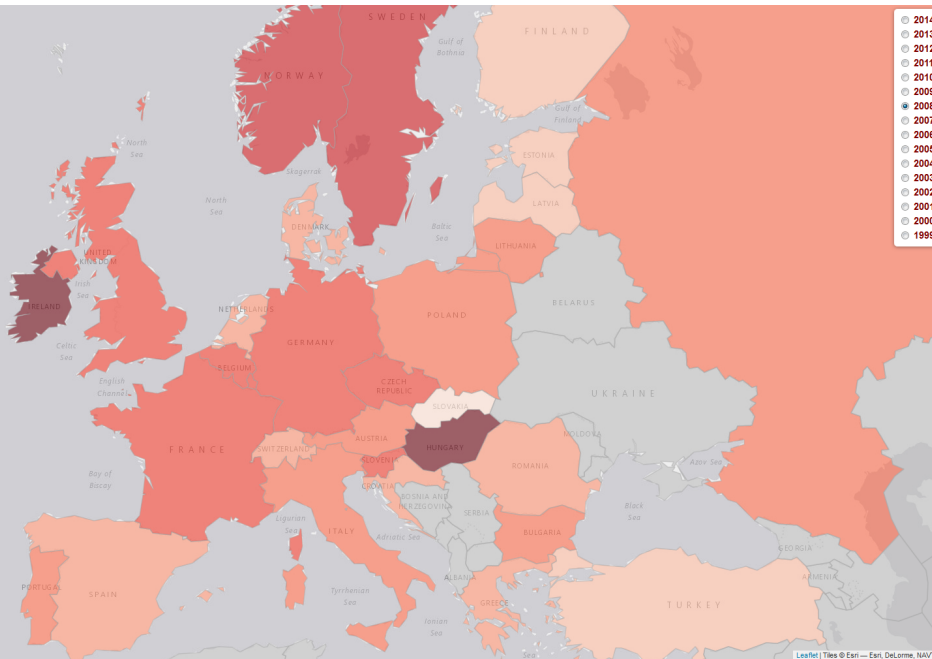 SWEDEN
FINLAND
Gulf of
Bothnia
NORWAY
Gulf of
Finland
ESTONIA
North
Sea
Skagerrak
LATVIA
North
Sea
DENMARK
Baltic
Sea
LITHUANIA
UNITED
KINGDOM
Irish
Sea
IRELAND
NETHERLANDS
BELARUS
POLAND
GERMANY
Celtic
Sea
BELGIUM
English
Channel
CZECH
REPUBLIC
SLOVAKIA
UKRAINE
FRANCE
SWITZERLAND
AUSTRIA
HUNGARY
MOLDOVA
SLOVENIA
ROMANIA
Azov Sea
Bay of
Biscay
CROATIA
BOSNIA AND
HERZEGOVINA
SERBIA
Black
Sea
Ligurian
Sea
ITALY
Adriatic Sea
BULGARIA
GEORGIA
ALBANIA
ARMENIA
PORTUGAL
SPAIN
Tyrrhenian
Sea
GREECE
TURKEY
Ionian
Sea
Sea
2014
2013
2012
2011
2010
2009
2008
2007
2006
2005
2004
2003
2002
2001
2000
1999
Leaflet | Tiles © Esri — Esri, DeLorme, NAV